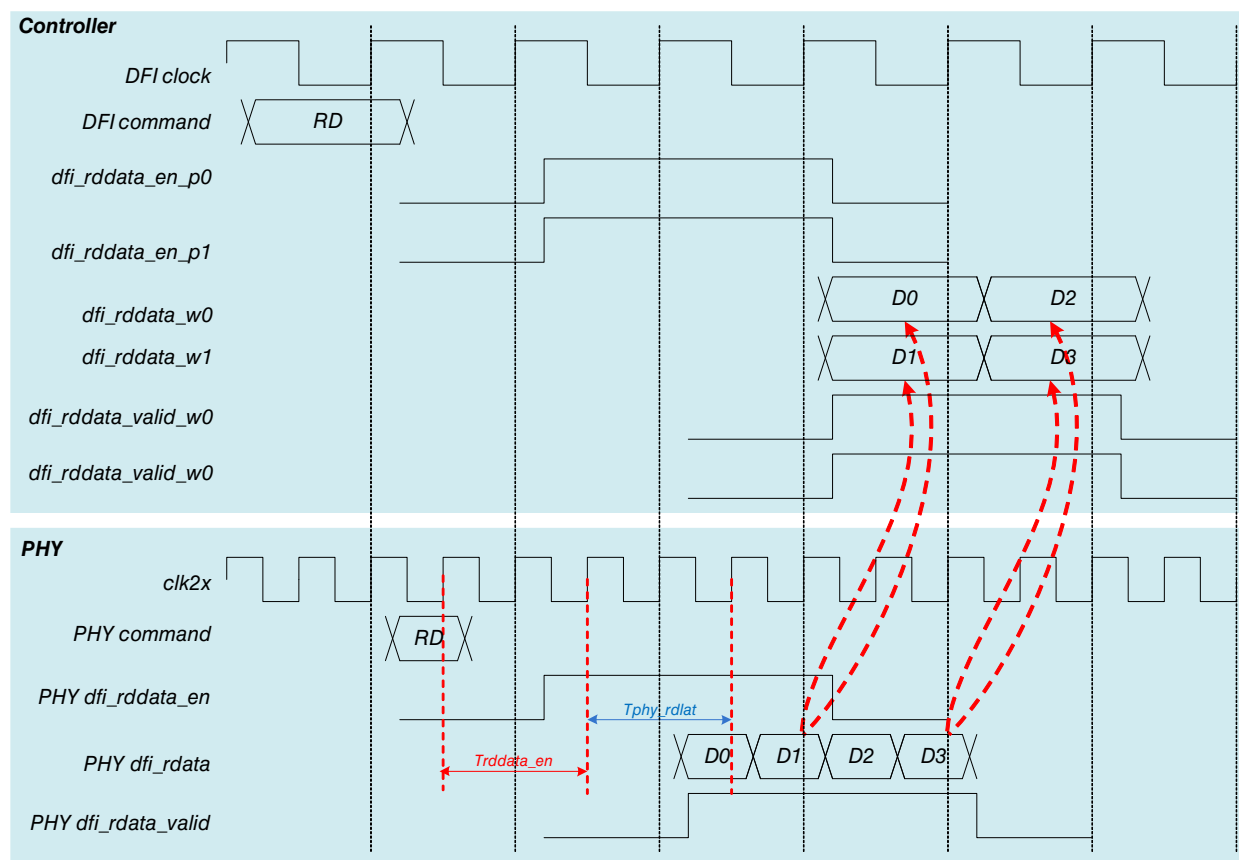 Controller
DFI clock
DFI command RD
dfi_rddata_en_p0
dfi_rddata_en_p1
dfi_rddata_w0 D0 D2
dfi_rddata_w1 D1 D3
dfi_rddata_valid_w0
dfi_rddata_valid_w0
PHY
clk2x
PHY command RD
PHY dfi_rddata_en Tphy_rdlat
PHY dfi_rdata Trddata_en D0 D1 D2 D3
PHY dfi_rdata_valid